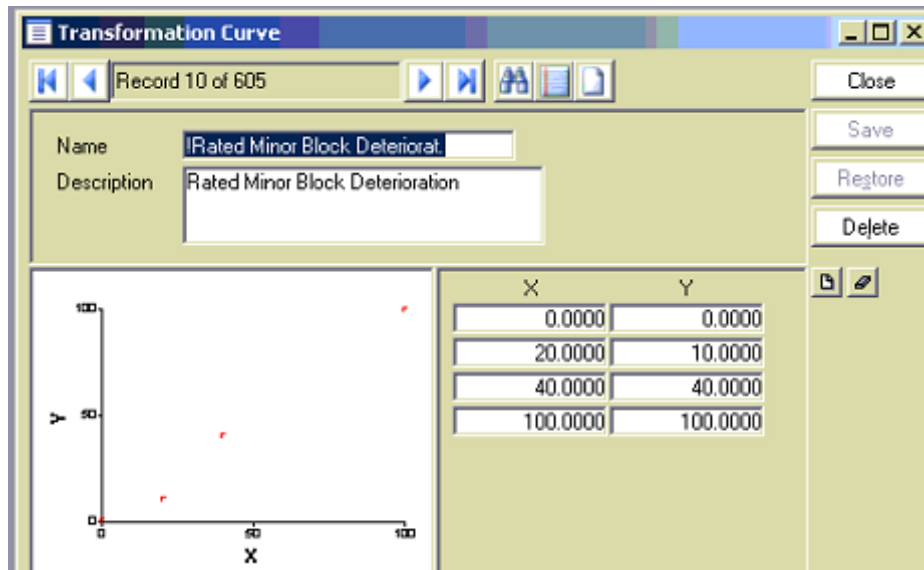 Transformation Curve
Record 10 of 605
Close
Name
!Rated Minor Block Deteriorat.
Save
Description
Rated Minor Block Deterioration
Restore
Delete
X Y
0.0000 0.0000
20.0000 10.0000
40.0000 40.0000
100.0000 100.0000
100
Y
50
0
0 50 100
X